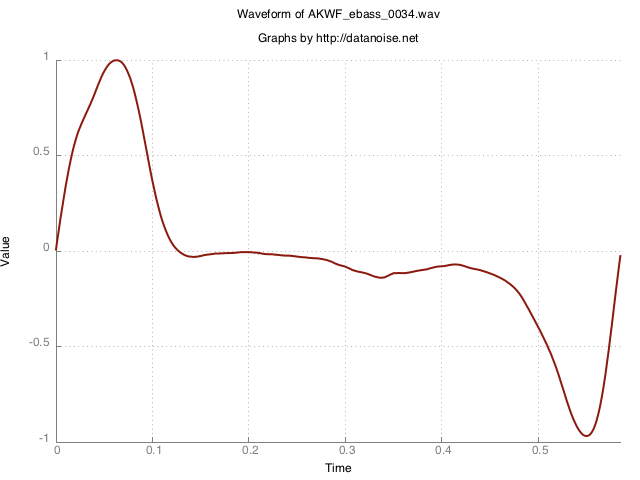 Waveform of AKWF_ebass_0034.wav
Graphs by http://datanoise.net
1
0.5
0
-0.5
-1
Value
0 0.1 0.2 0.3 0.4 0.5
Time